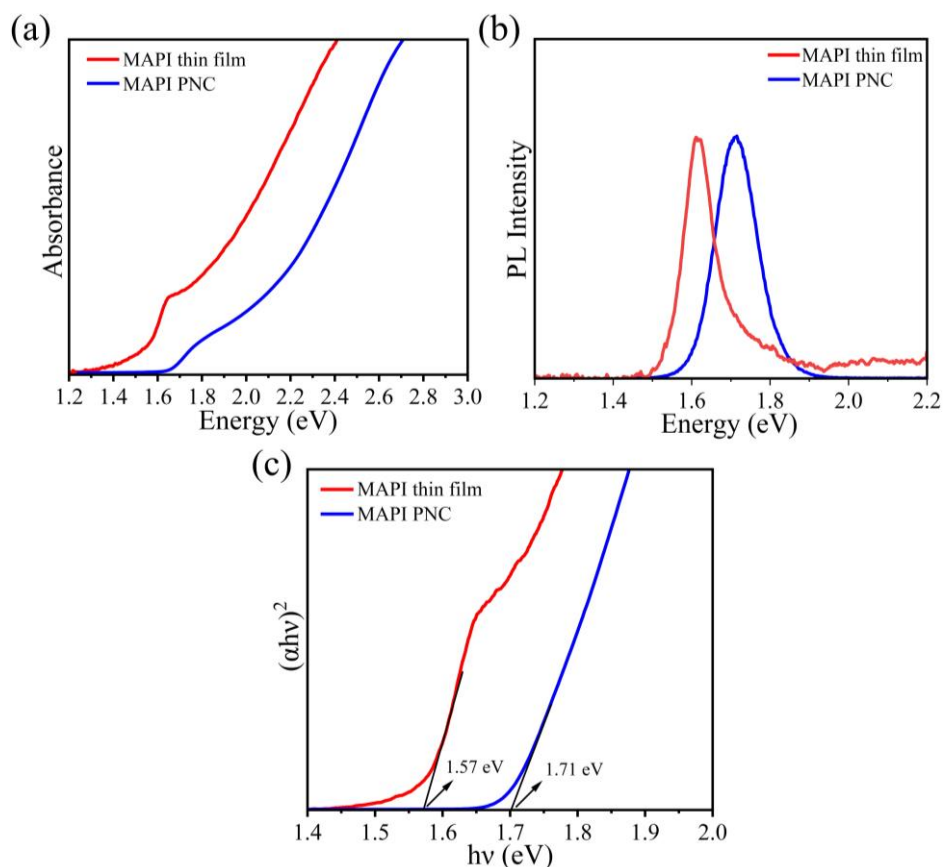 (a)
MAPI thin film
MAPI PNC
Absorbance
1.2 1.4 1.6 1.8 2.0 2.2 2.4 2.6 2.8 3.0
Energy (eV)
(b)
MAPI thin film
MAPI PNC
PL Intensity
1.2 1.4 1.6 1.8 2.0 2.2
Energy (eV)
(c)
MAPI thin film
MAPI PNC
(αhν)²
1.57 eV
1.71 eV
1.4 1.5 1.6 1.7 1.8 1.9 2.0
hν (eV)